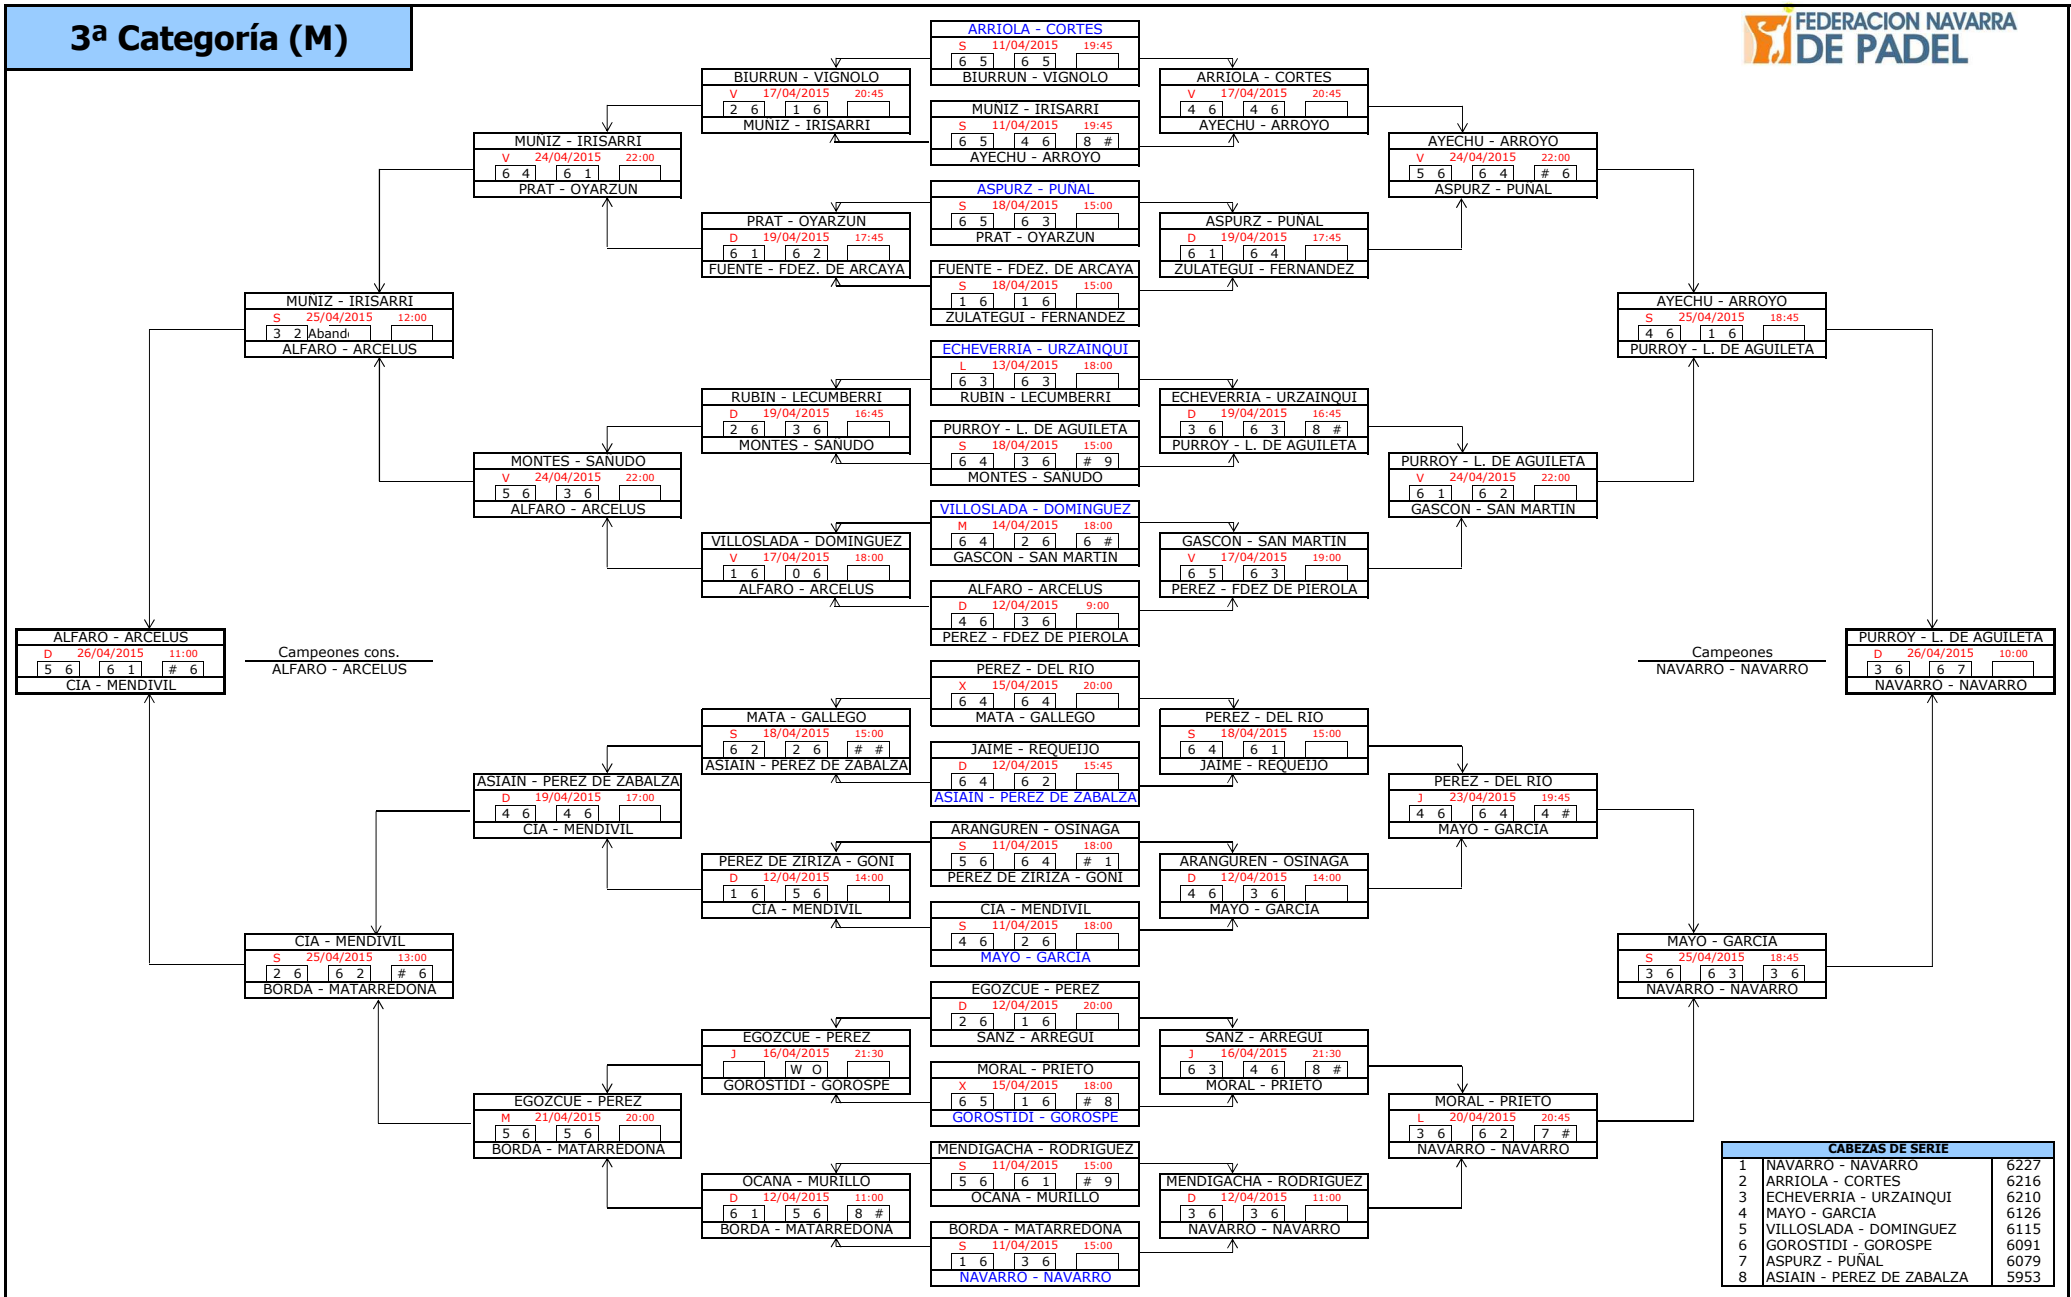 3ª Categoría (M)
FEDERACION NAVARRA
DE PADEL
ARRIOLA - CORTES
S 11/04/2015 19:45
6 5 6 5
BIURRUN - VIGNOLO
MUÑIZ - IRISARRI
S 11/04/2015 19:45
6 5 4 6 8 #
AYECHU - ARROYO
ASPURZ - PUÑAL
S 18/04/2015 15:00
6 5 6 3
PRAT - OYARZUN
FUENTE - FDEZ. DE ARCAYA
S 18/04/2015 15:00
1 6 1 6
ZULATEGUI - FERNANDEZ
ECHEVERRIA - URZAINQUI
L 13/04/2015 18:00
6 3 6 3
RUBIN - LECUMBERRI
PURROY - L. DE AGUILETA
S 18/04/2015 15:00
6 4 3 6 # 9
MONTES - SAÑUDO
VILLOSLADA - DOMINGUEZ
M 14/04/2015 18:00
6 4 2 6 6 #
GASCON - SAN MARTIN
ALFARO - ARCELUS
D 12/04/2015 9:00
4 6 3 6
PEREZ - FDEZ DE PIEROLA
PEREZ - DEL RIO
X 15/04/2015 20:00
6 4 6 4
MATA - GALLEGO
JAIME - REQUEIJO
D 12/04/2015 15:45
6 4 6 2
ASIAIN - PEREZ DE ZABALZA
ARANGUREN - OSINAGA
S 11/04/2015 18:00
5 6 6 4 # 1
PEREZ DE ZIRIZA - GOÑI
CIA - MENDIVIL
S 11/04/2015 18:00
4 6 2 6
MAYO - GARCIA
EGOZCUE - PEREZ
D 12/04/2015 20:00
2 6 1 6
SANZ - ARREGUI
MORAL - PRIETO
X 15/04/2015 18:00
6 5 1 6 # 8
GOROSTIDI - GOROSPE
MENDIGACHA - RODRIGUEZ
S 11/04/2015 15:00
5 6 6 1 # 9
OCAÑA - MURILLO
BORDA - MATARREDONA
S 11/04/2015 15:00
1 6 3 6
NAVARRO - NAVARRO
BIURRUN - VIGNOLO
V 17/04/2015 20:45
2 6 1 6
MUÑIZ - IRISARRI
PRAT - OYARZUN
D 19/04/2015 17:45
6 1 6 2
FUENTE - FDEZ. DE ARCAYA
RUBIN - LECUMBERRI
D 19/04/2015 16:45
2 6 3 6
MONTES - SAÑUDO
VILLOSLADA - DOMINGUEZ
V 17/04/2015 18:00
1 6 0 6
ALFARO - ARCELUS
MATA - GALLEGO
S 18/04/2015 15:00
6 2 2 6 # #
ASIAIN - PEREZ DE ZABALZA
PEREZ DE ZIRIZA - GOÑI
D 12/04/2015 14:00
1 6 5 6
CIA - MENDIVIL
EGOZCUE - PEREZ
J 16/04/2015 21:30
W O
GOROSTIDI - GOROSPE
OCAÑA - MURILLO
D 12/04/2015 11:00
6 1 5 6 8 #
BORDA - MATARREDONA
MUÑIZ - IRISARRI
V 24/04/2015 22:00
6 4 6 1
PRAT - OYARZUN
MONTES - SAÑUDO
V 24/04/2015 22:00
5 6 3 6
ALFARO - ARCELUS
ASIAIN - PEREZ DE ZABALZA
D 19/04/2015 17:00
4 6 4 6
CIA - MENDIVIL
EGOZCUE - PEREZ
M 21/04/2015 20:00
5 6 5 6
BORDA - MATARREDONA
MUÑIZ - IRISARRI
S 25/04/2015 12:00
3 2 Aband
ALFARO - ARCELUS
CIA - MENDIVIL
S 25/04/2015 13:00
2 6 6 2 # 6
BORDA - MATARREDONA
ALFARO - ARCELUS
D 26/04/2015 11:00
5 6 6 1 # 6
CIA - MENDIVIL
Campeones cons.
ALFARO - ARCELUS
ARRIOLA - CORTES
V 17/04/2015 20:45
4 6 4 6
AYECHU - ARROYO
ASPURZ - PUÑAL
D 19/04/2015 17:45
6 1 6 4
ZULATEGUI - FERNANDEZ
ECHEVERRIA - URZAINQUI
D 19/04/2015 16:45
3 6 6 3 8 #
PURROY - L. DE AGUILETA
GASCON - SAN MARTIN
V 17/04/2015 19:00
6 5 6 3
PEREZ - FDEZ DE PIEROLA
PEREZ - DEL RIO
S 18/04/2015 15:00
6 4 6 1
JAIME - REQUEIJO
ARANGUREN - OSINAGA
D 12/04/2015 14:00
4 6 3 6
MAYO - GARCIA
SANZ - ARREGUI
J 16/04/2015 21:30
6 3 4 6 8 #
MORAL - PRIETO
MENDIGACHA - RODRIGUEZ
D 12/04/2015 11:00
3 6 3 6
NAVARRO - NAVARRO
AYECHU - ARROYO
V 24/04/2015 22:00
5 6 6 4 # 6
ASPURZ - PUÑAL
PURROY - L. DE AGUILETA
V 24/04/2015 22:00
6 1 6 2
GASCON - SAN MARTIN
PEREZ - DEL RIO
J 23/04/2015 19:45
4 6 6 4 4 #
MAYO - GARCIA
MORAL - PRIETO
L 20/04/2015 20:45
3 6 6 2 7 #
NAVARRO - NAVARRO
AYECHU - ARROYO
S 25/04/2015 18:45
4 6 1 6
PURROY - L. DE AGUILETA
MAYO - GARCIA
S 25/04/2015 18:45
3 6 6 3 3 6
NAVARRO - NAVARRO
Campeones
NAVARRO - NAVARRO
PURROY - L. DE AGUILETA
D 26/04/2015 10:00
3 6 6 7
NAVARRO - NAVARRO
CABEZAS DE SERIE
1 NAVARRO - NAVARRO 6227
2 ARRIOLA - CORTES 6216
3 ECHEVERRIA - URZAINQUI 6210
4 MAYO - GARCIA 6126
5 VILLOSLADA - DOMINGUEZ 6115
6 GOROSTIDI - GOROSPE 6091
7 ASPURZ - PUÑAL 6079
8 ASIAIN - PEREZ DE ZABALZA 5953